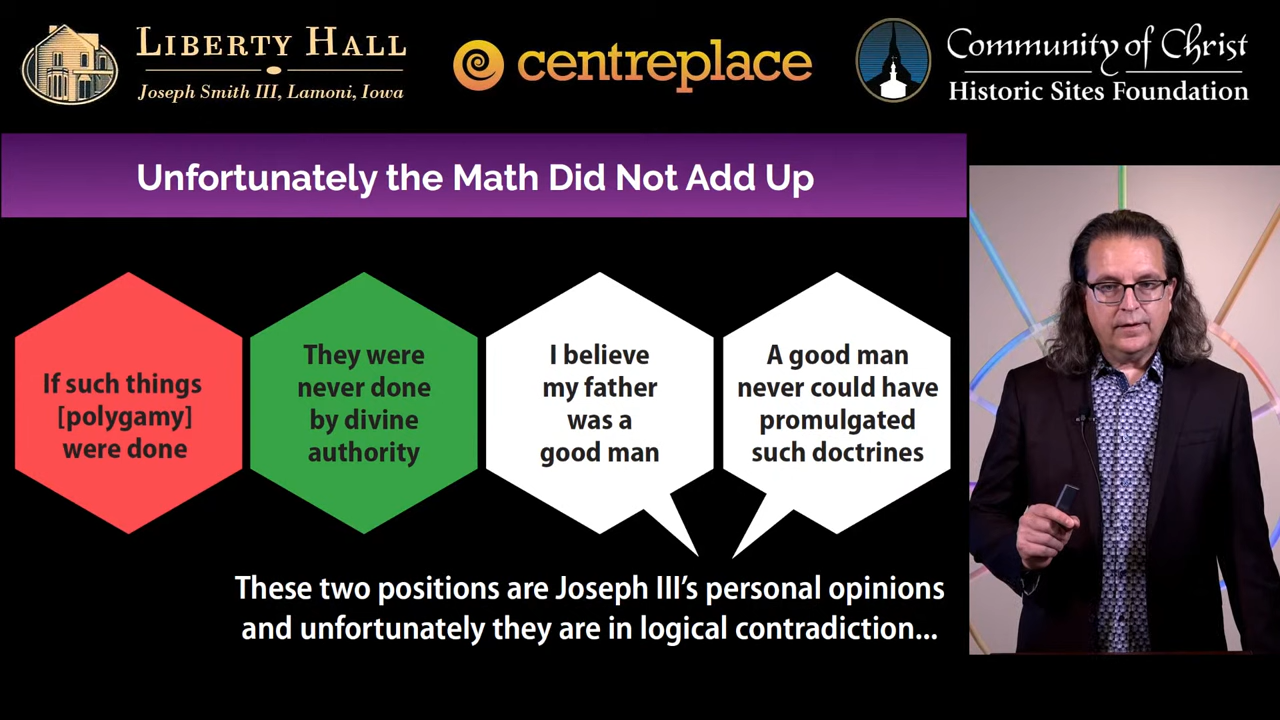 LIBERTY HALL
Joseph Smith III, Lamoni, Iowa
centreplace
Community of Christ
Historic Sites Foundation
Unfortunately the Math Did Not Add Up
If such things
[polygamy]
were done
They were
never done
by divine
authority
I believe
my father
was a
good man
A good man
never could have
promulgated
such doctrines
These two positions are Joseph III’s personal opinions
and unfortunately they are in logical contradiction...